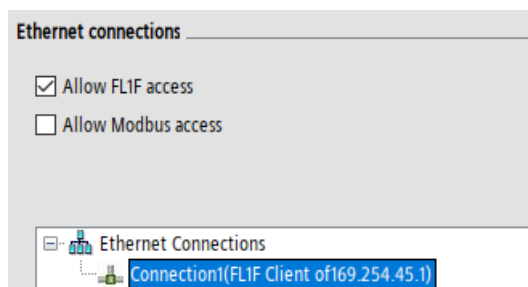 Ethernet connections
Allow FL1F access
Allow Modbus access
Ethernet Connections
Connection1(FL1F Client of169.254.45.1)